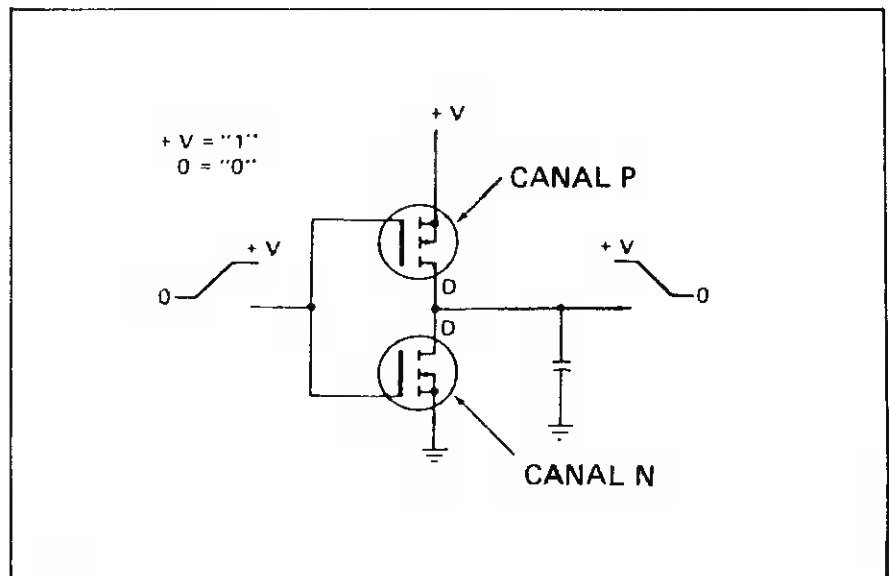 + V
+ V = "1"
0 = "0"
CANAL P
+ V
0
+ V
0
D
D
CANAL N